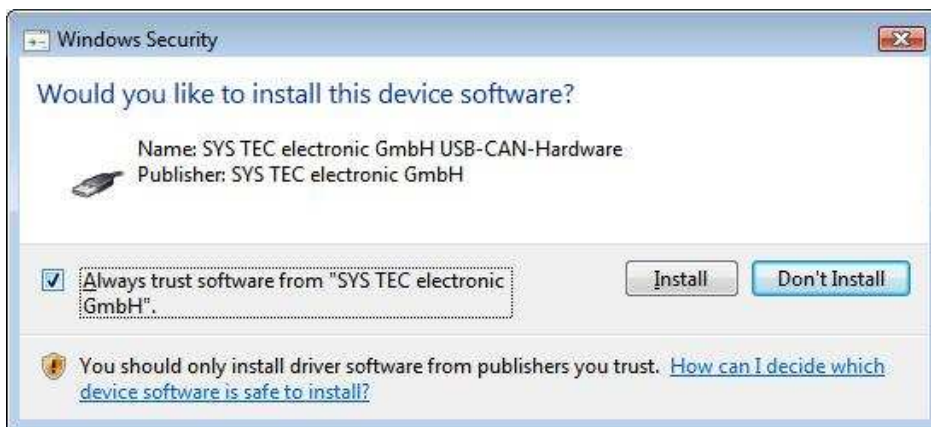 Windows Security
Would you like to install this device software?
Name: SYS TEC electronic GmbH USB-CAN-Hardware
Publisher: SYS TEC electronic GmbH
Always trust software from "SYS TEC electronic
GmbH".
Install
Don't Install
You should only install driver software from publishers you trust. How can I decide which
device software is safe to install?